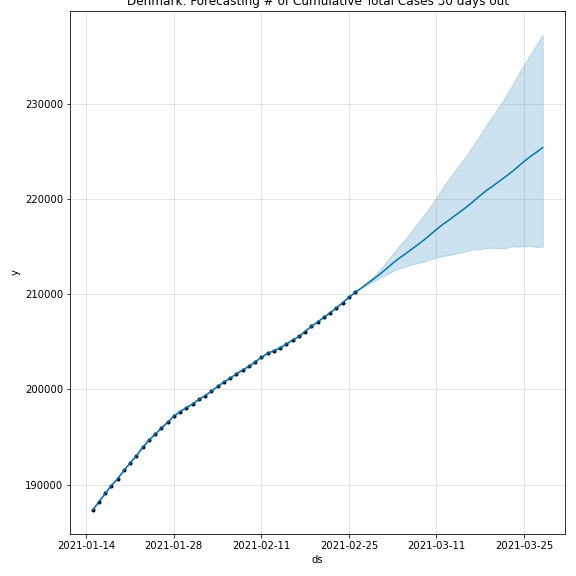 Denmark: Forecasting # of Cumulative Total Cases 30 days out
230000
220000
210000
200000
190000
y
2021-01-14 2021-01-28 2021-02-11 2021-02-25 2021-03-11 2021-03-25
ds